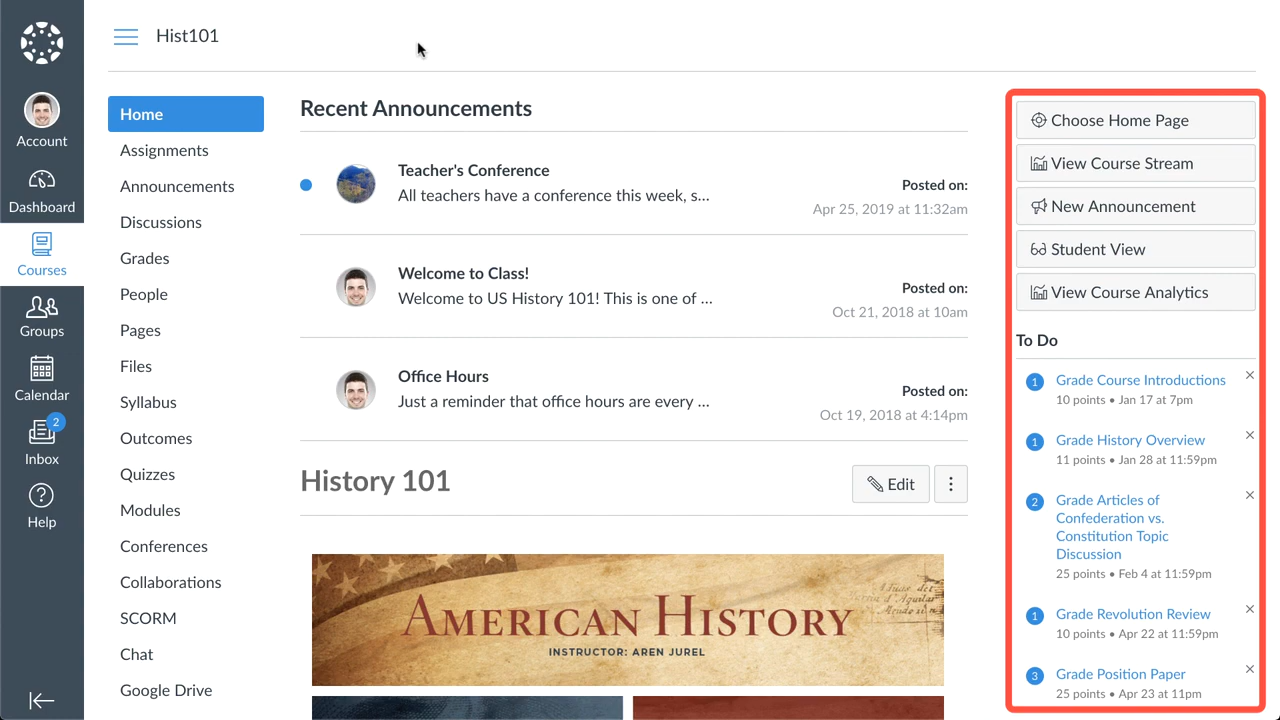 Hist101
Account
Dashboard
Courses
Groups
Calendar
2
Inbox
Help
Home
Assignments
Announcements
Discussions
Grades
People
Pages
Files
Syllabus
Outcomes
Quizzes
Modules
Conferences
Collaborations
SCORM
Chat
Google Drive
Recent Announcements
Teacher's Conference
All teachers have a conference this week, s...
Posted on:
Apr 25, 2019 at 11:32am
Welcome to Class!
Welcome to US History 101! This is one of ...
Posted on:
Oct 21, 2018 at 10am
Office Hours
Just a reminder that office hours are every ...
Posted on:
Oct 19, 2018 at 4:14pm
History 101
Edit
AMERICAN HISTORY
INSTRUCTOR: AREN JUREL
Choose Home Page
View Course Stream
New Announcement
Student View
View Course Analytics
To Do
1 Grade Course Introductions
10 points • Jan 17 at 7pm
1 Grade History Overview
11 points • Jan 28 at 11:59pm
2 Grade Articles of
Confederation vs.
Constitution Topic
Discussion
25 points • Feb 4 at 11:59pm
1 Grade Revolution Review
10 points • Apr 22 at 11:59pm
3 Grade Position Paper
25 points • Apr 23 at 11pm